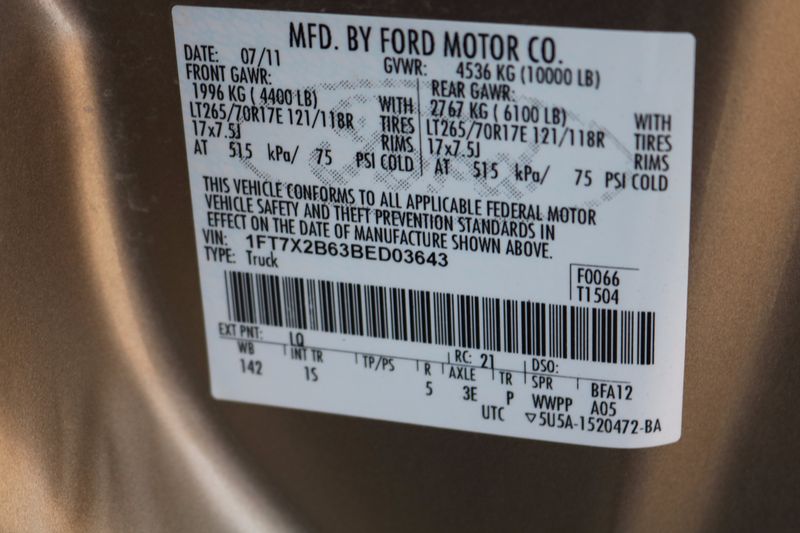 MFD. BY FORD MOTOR CO.
DATE: 07/11 GVWR: 4536 KG (10000 LB)
FRONT GAWR: REAR GAWR:
1996 KG ( 4400 LB) WITH 2767 KG ( 6100 LB) WITH
LT265/70R17E 121/118R TIRES LT265/70R17E 121/118R TIRES
17x7.5J RIMS 17x7.5J RIMS
AT 515 kPa/ 75 PSI COLD AT 515 kPa/ 75 PSI COLD
THIS VEHICLE CONFORMS TO ALL APPLICABLE FEDERAL MOTOR
VEHICLE SAFETY AND THEFT PREVENTION STANDARDS IN
EFFECT ON THE DATE OF MANUFACTURE SHOWN ABOVE.
VIN: 1FT7X2B63BED03643
TYPE: Truck
F0066
T1504
EXT PNT: LQ RC: 21 DSO:
WB INT TR TP/PS R AXLE TR SPR BFA12
142 1S 5 3E P WWPP A05
UTC ▽5U5A-1520472-BA